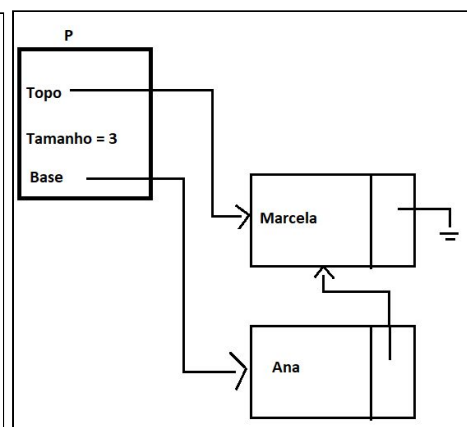 P
Topo
Tamanho = 3
Base
Marcela
Ana